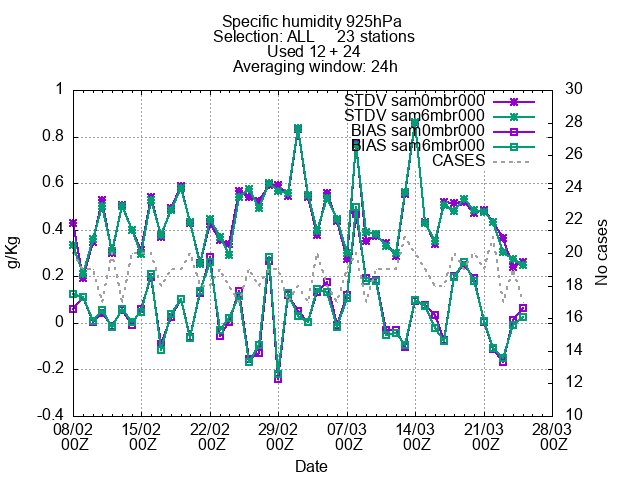 Specific humidity 925hPa
Selection: ALL 23 stations
Used 12 + 24
Averaging window: 24h
STDV sam0mbr000
STDV sam6mbr000
BIAS sam0mbr000
BIAS sam6mbr000
CASES
1
0.8
0.6
0.4
0.2
0
-0.2
-0.4
g/Kg
30
28
26
24
22
20
18
16
14
12
10
No cases
08/02 15/02 22/02 29/02 07/03 14/03 21/03 28/03
00Z 00Z 00Z 00Z 00Z 00Z 00Z 00Z
Date